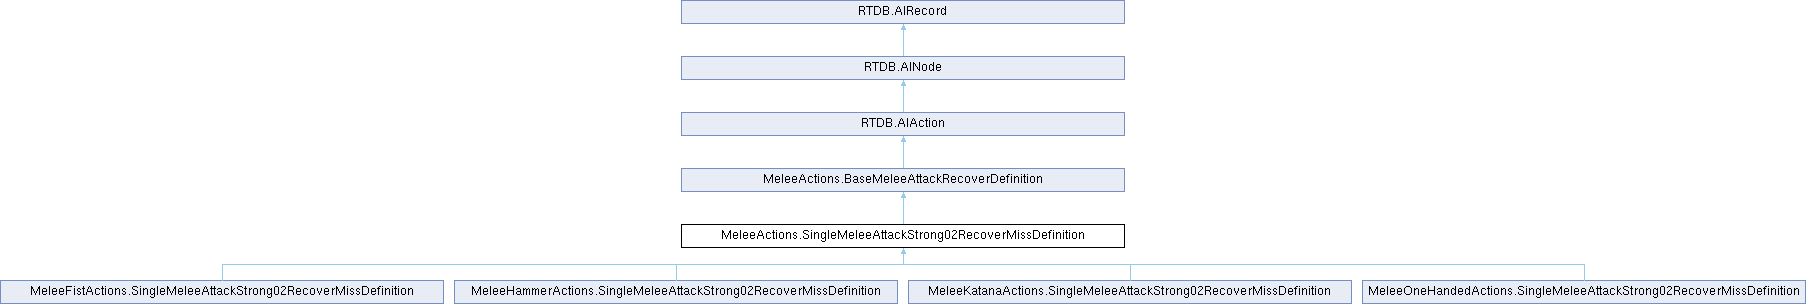 RTDB.AIRecord
RTDB.AINode
RTDB.AIAction
MeleeActions.BaseMeleeAttackRecoverDefinition
MeleeActions.SingleMeleeAttackStrong02RecoverMissDefinition
MeleeFistActions.SingleMeleeAttackStrong02RecoverMissDefinition
MeleeHammerActions.SingleMeleeAttackStrong02RecoverMissDefinition
MeleeKatanaActions.SingleMeleeAttackStrong02RecoverMissDefinition
MeleeOneHandedActions.SingleMeleeAttackStrong02RecoverMissDefinition